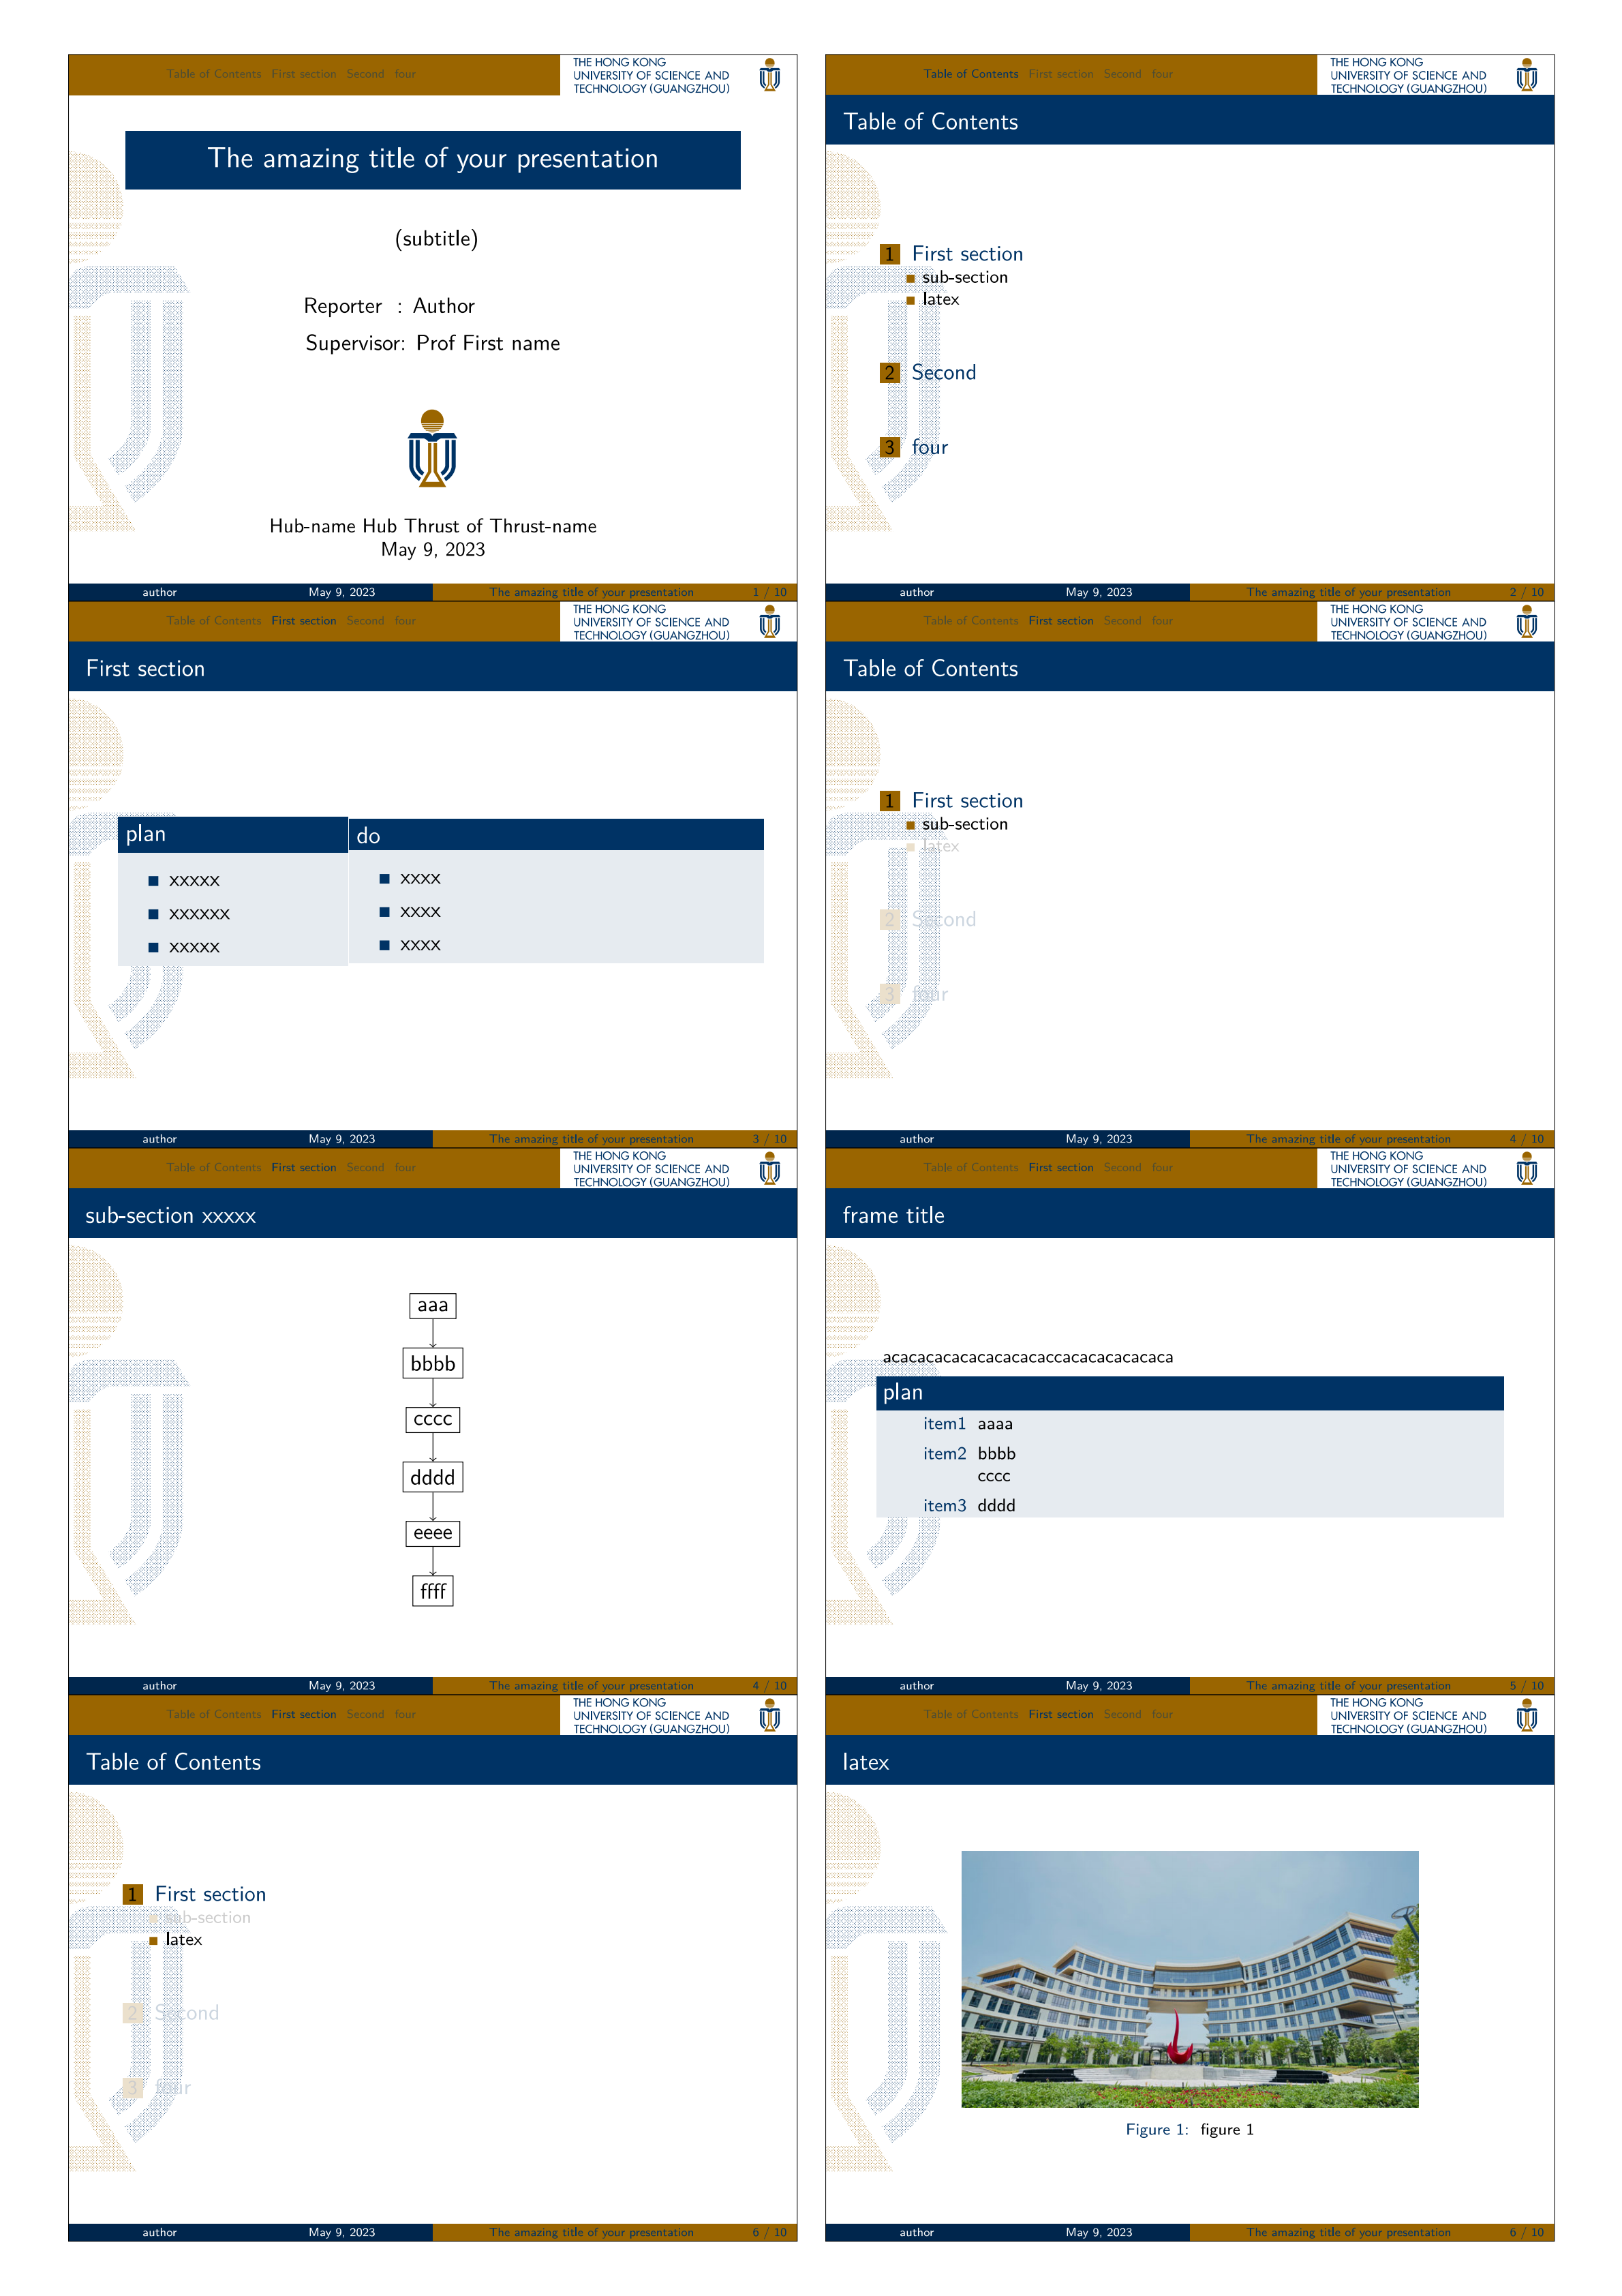 Table of Contents First section Second four
THE HONG KONG
UNIVERSITY OF SCIENCE AND
TECHNOLOGY (GUANGZHOU)
The amazing title of your presentation
(subtitle)
Reporter : Author
Supervisor: Prof First name
Hub-name Hub Thrust of Thrust-name
May 9, 2023
author May 9, 2023 The amazing title of your presentation 1 / 10
Table of Contents First section Second four
THE HONG KONG
UNIVERSITY OF SCIENCE AND
TECHNOLOGY (GUANGZHOU)
Table of Contents
1 First section
sub-section
latex
2 Second
3 four
author May 9, 2023 The amazing title of your presentation 2 / 10
Table of Contents First section Second four
THE HONG KONG
UNIVERSITY OF SCIENCE AND
TECHNOLOGY (GUANGZHOU)
First section
plan
xxxxx
xxxxxx
xxxxx
do
xxxx
xxxx
xxxx
author May 9, 2023 The amazing title of your presentation 3 / 10
Table of Contents First section Second four
THE HONG KONG
UNIVERSITY OF SCIENCE AND
TECHNOLOGY (GUANGZHOU)
Table of Contents
1 First section
sub-section
latex
2 Second
3 four
author May 9, 2023 The amazing title of your presentation 4 / 10
Table of Contents First section Second four
THE HONG KONG
UNIVERSITY OF SCIENCE AND
TECHNOLOGY (GUANGZHOU)
sub-section xxxxx
aaa
bbbb
cccc
dddd
eeee
ffff
author May 9, 2023 The amazing title of your presentation 4 / 10
Table of Contents First section Second four
THE HONG KONG
UNIVERSITY OF SCIENCE AND
TECHNOLOGY (GUANGZHOU)
frame title
acacacacacacacacacaccacacacacacaca
plan
item1 aaaa
item2 bbbb
cccc
item3 dddd
author May 9, 2023 The amazing title of your presentation 5 / 10
Table of Contents First section Second four
THE HONG KONG
UNIVERSITY OF SCIENCE AND
TECHNOLOGY (GUANGZHOU)
Table of Contents
1 First section
sub-section
latex
2 Second
3 four
author May 9, 2023 The amazing title of your presentation 6 / 10
Table of Contents First section Second four
THE HONG KONG
UNIVERSITY OF SCIENCE AND
TECHNOLOGY (GUANGZHOU)
latex
Figure 1: figure 1
author May 9, 2023 The amazing title of your presentation 6 / 10